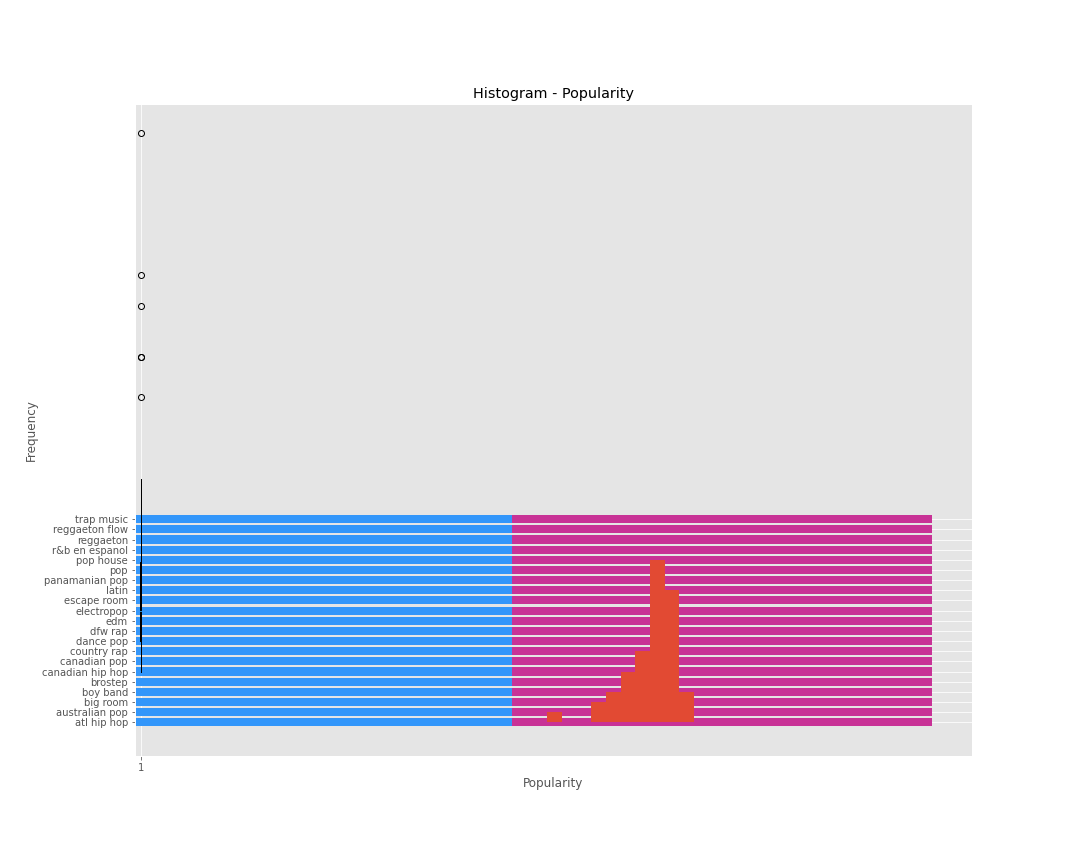 Histogram - Popularity
Frequency
trap music
reggaeton flow
reggaeton
r&b en espanol
pop house
pop
panamanian pop
latin
escape room
electropop
edm
dfw rap
dance pop
country rap
canadian pop
canadian hip hop
brostep
boy band
big room
australian pop
atl hip hop
1
Popularity